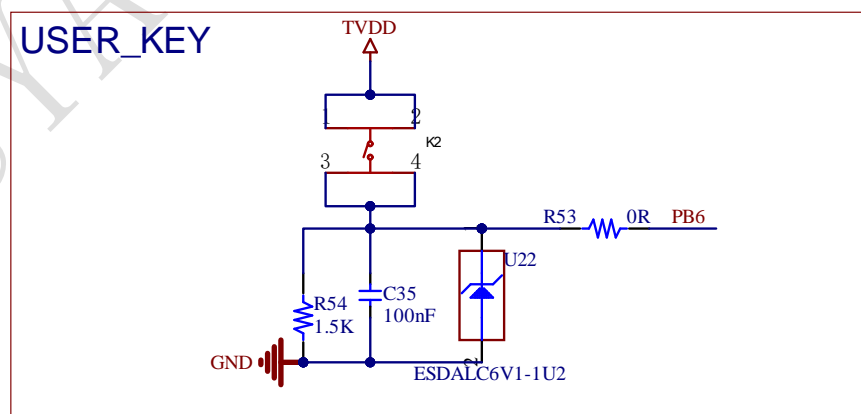 USER_KEY
TVDD
1 2
K2
3 4
R53 0R PB6
U22
R54
1.5K
C35
100nF
GND
2
ESDALC6V1-1U2